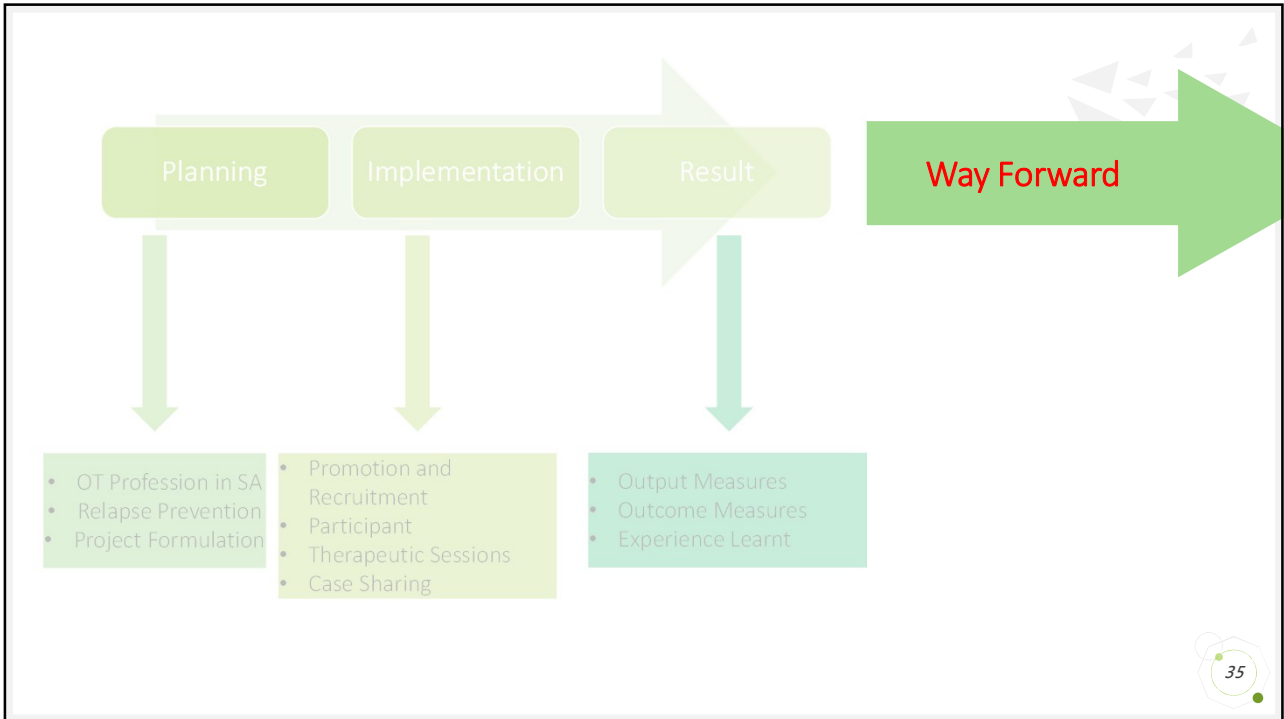 Planning
Implementation
Result
Way Forward
• OT Profession in SA
• Relapse Prevention
• Project Formulation
• Promotion and
Recruitment
• Participant
• Therapeutic Sessions
• Case Sharing
• Output Measures
• Outcome Measures
• Experience Learnt
35